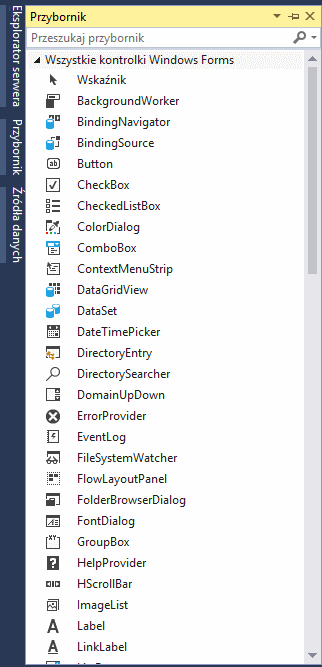 Eksplorator serwera
Przybornik
Źródła danych
Przybornik
Przeszukaj przybornik
Wszystkie kontrolki Windows Forms
Wskaźnik
BackgroundWorker
BindingNavigator
BindingSource
ab
Button
CheckBox
CheckedListBox
ColorDialog
ComboBox
ContextMenuStrip
DataGridView
DataSet
DateTimePicker
DirectoryEntry
DirectorySearcher
DomainUpDown
ErrorProvider
EventLog
FileSystemWatcher
FlowLayoutPanel
FolderBrowserDialog
FontDialog
XY
GroupBox
?
HelpProvider
HScrollBar
ImageList
A
Label
A
LinkLabel